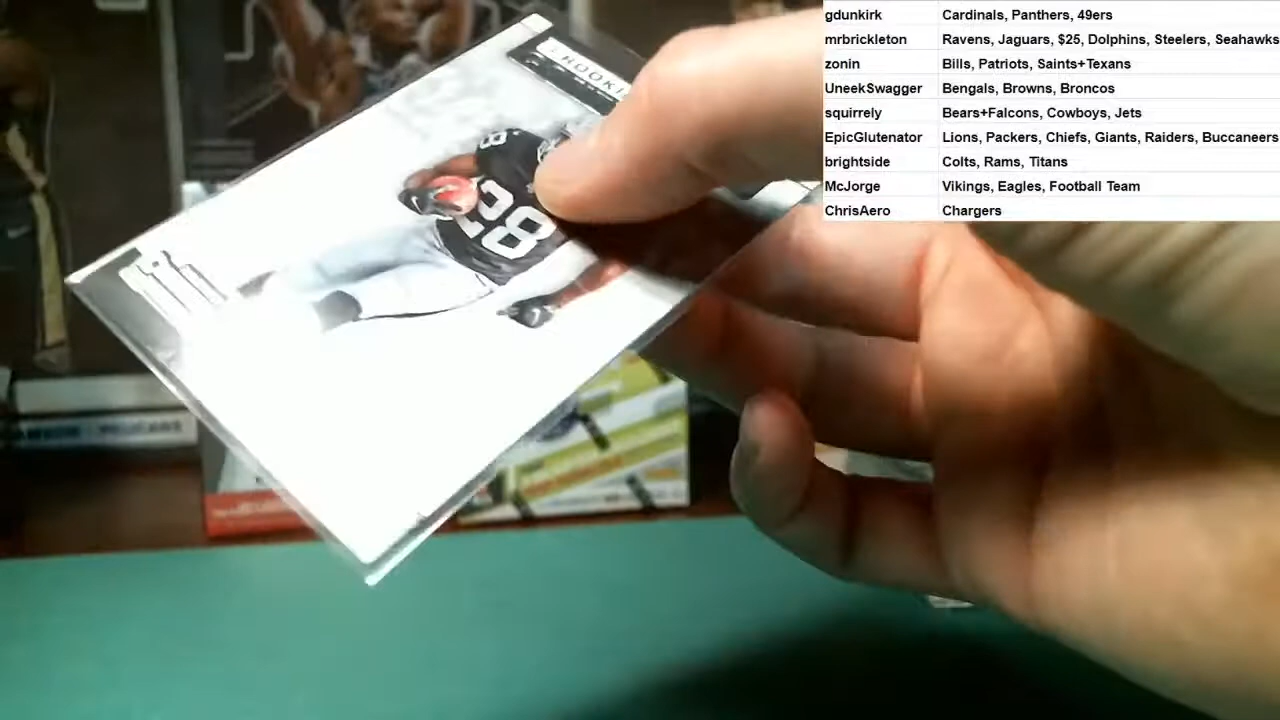 gdunkirk Cardinals, Panthers, 49ers
mrbrickleton Ravens, Jaguars, $25, Dolphins, Steelers, Seahawks
zonin Bills, Patriots, Saints+Texans
UneekSwagger Bengals, Browns, Broncos
squirrely Bears+Falcons, Cowboys, Jets
EpicGlutenator Lions, Packers, Chiefs, Giants, Raiders, Buccaneers
brightside Colts, Rams, Titans
McJorge Vikings, Eagles, Football Team
ChrisAero Chargers
28